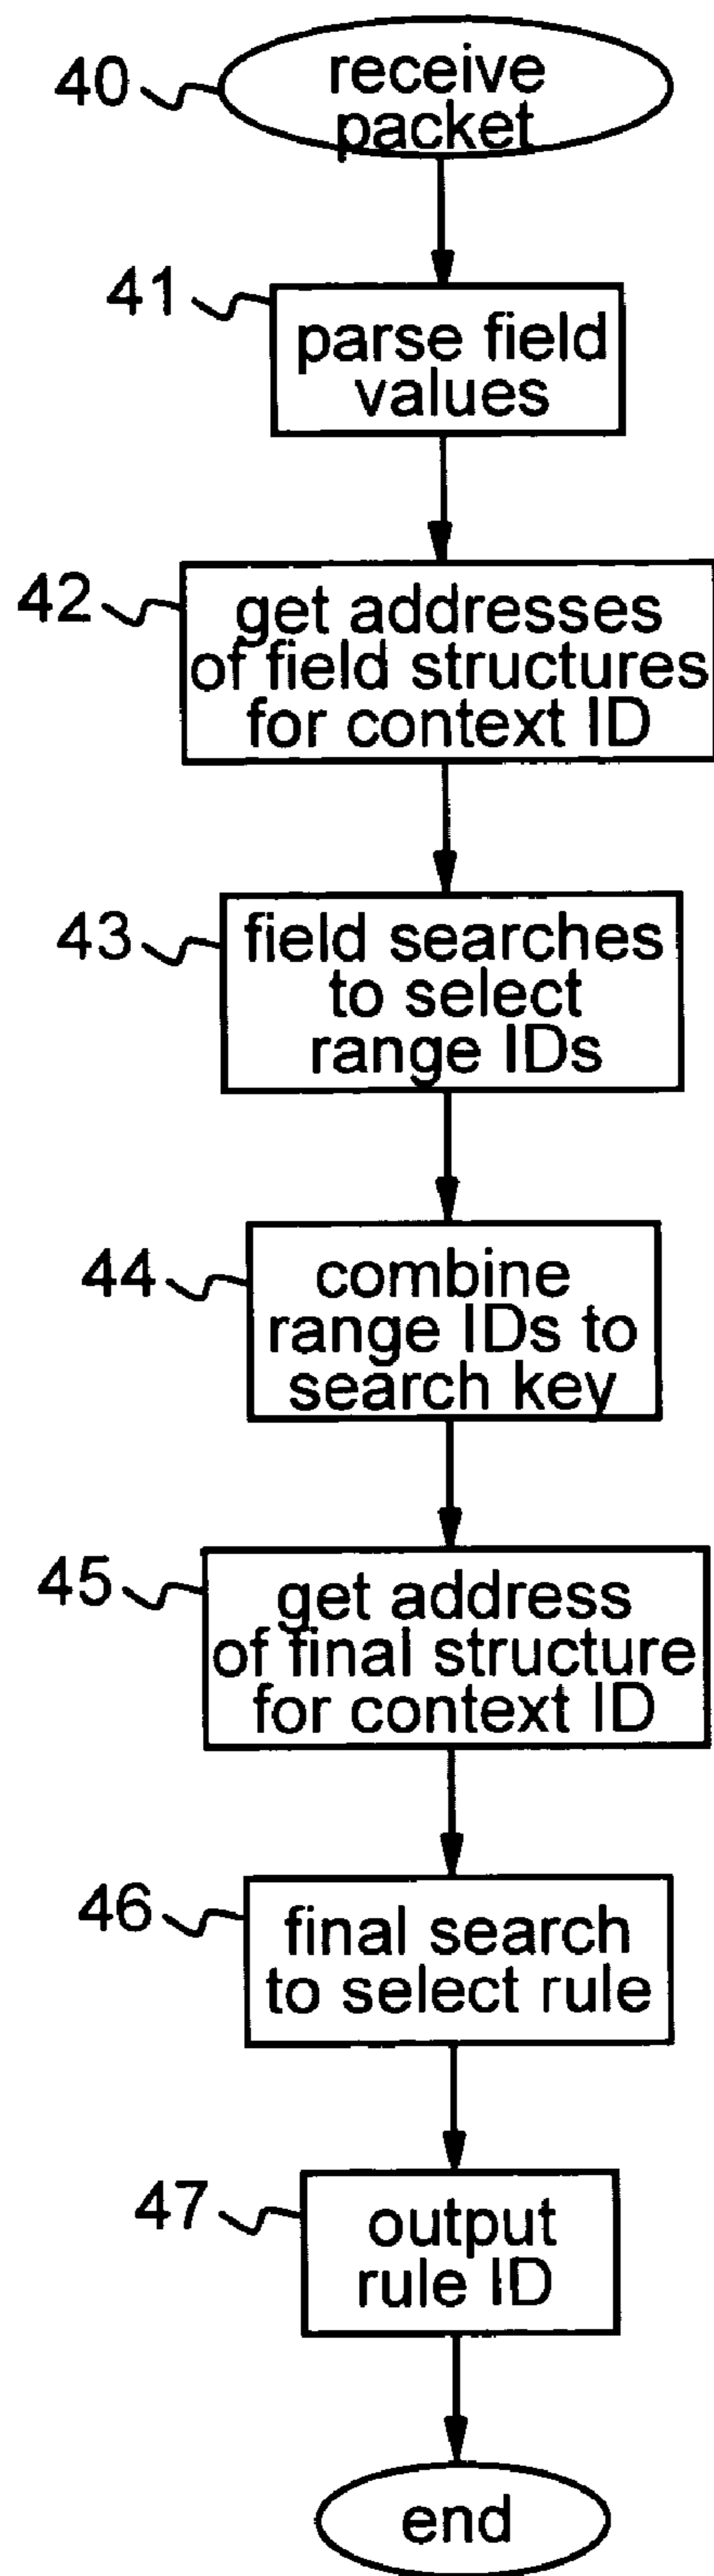 40
receive
packet
41
parse field
values
42
get addresses
of field structures
for context ID
43
field searches
to select
range IDs
44
combine
range IDs to
search key
45
get address
of final structure
for context ID
46
final search
to select rule
47
output
rule ID
end